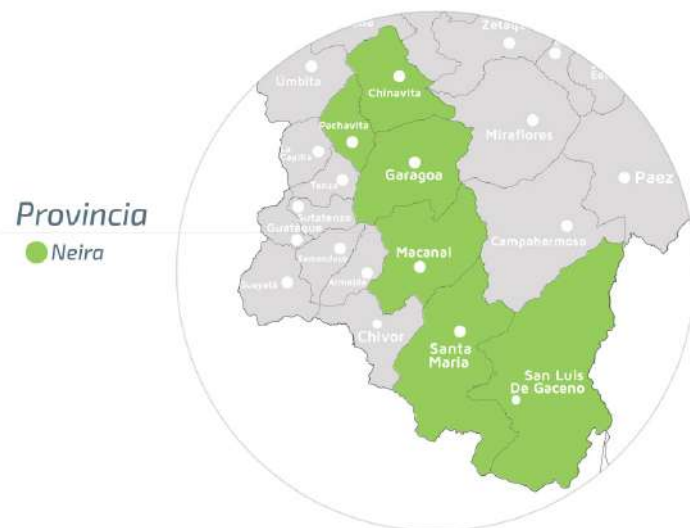 Zetaq
Umbita
Chinavita
Pachavita
Miraflores
La
Capilla
Garagoa
Paez
Tenza
Provincia
Sutatenza
Guateque
Neira
Macanal
Campohermoso
Somondoco
Guayatá
Almeida
Chivor
Santa
María
San Luis
De Gaceno